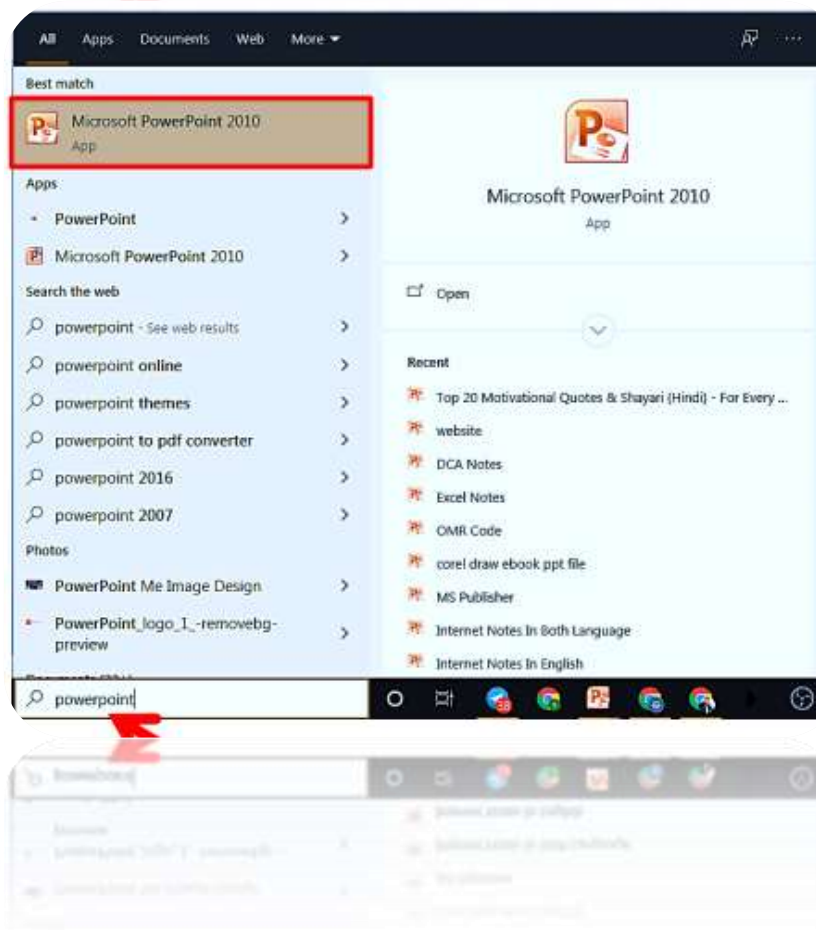 All Apps Documents Web More
Best match
Microsoft PowerPoint 2010
App
Apps
PowerPoint
Microsoft PowerPoint 2010
Search the web
powerpoint - See web results
powerpoint online
powerpoint themes
powerpoint to pdf converter
powerpoint 2016
powerpoint 2007
Photos
PowerPoint Me Image Design
PowerPoint_logo_1_-removebg-
preview
powerpoint
Microsoft PowerPoint 2010
App
Open
Recent
Top 20 Motivational Quotes & Shayari (Hindi) - For Every ...
website
DCA Notes
Excel Notes
OMR Code
corel draw ebook ppt file
MS Publisher
Internet Notes In Both Language
Internet Notes In English